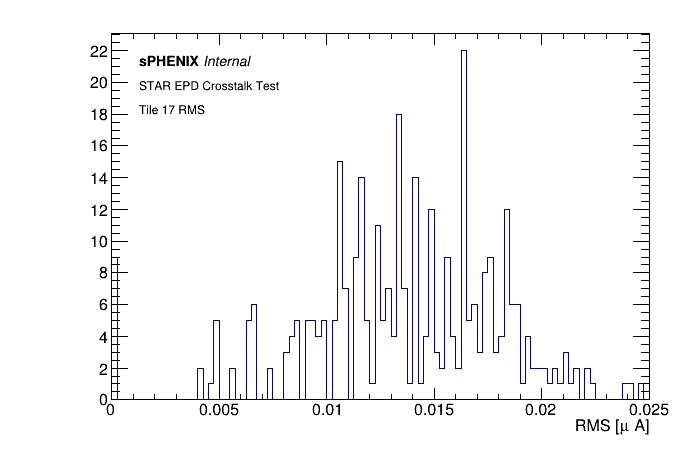 sPHENIX Internal
STAR EPD Crosstalk Test
Tile 17 RMS
22
20
18
16
14
12
10
8
6
4
2
0
0 0.005 0.01 0.015 0.02 0.025
RMS [μ A]